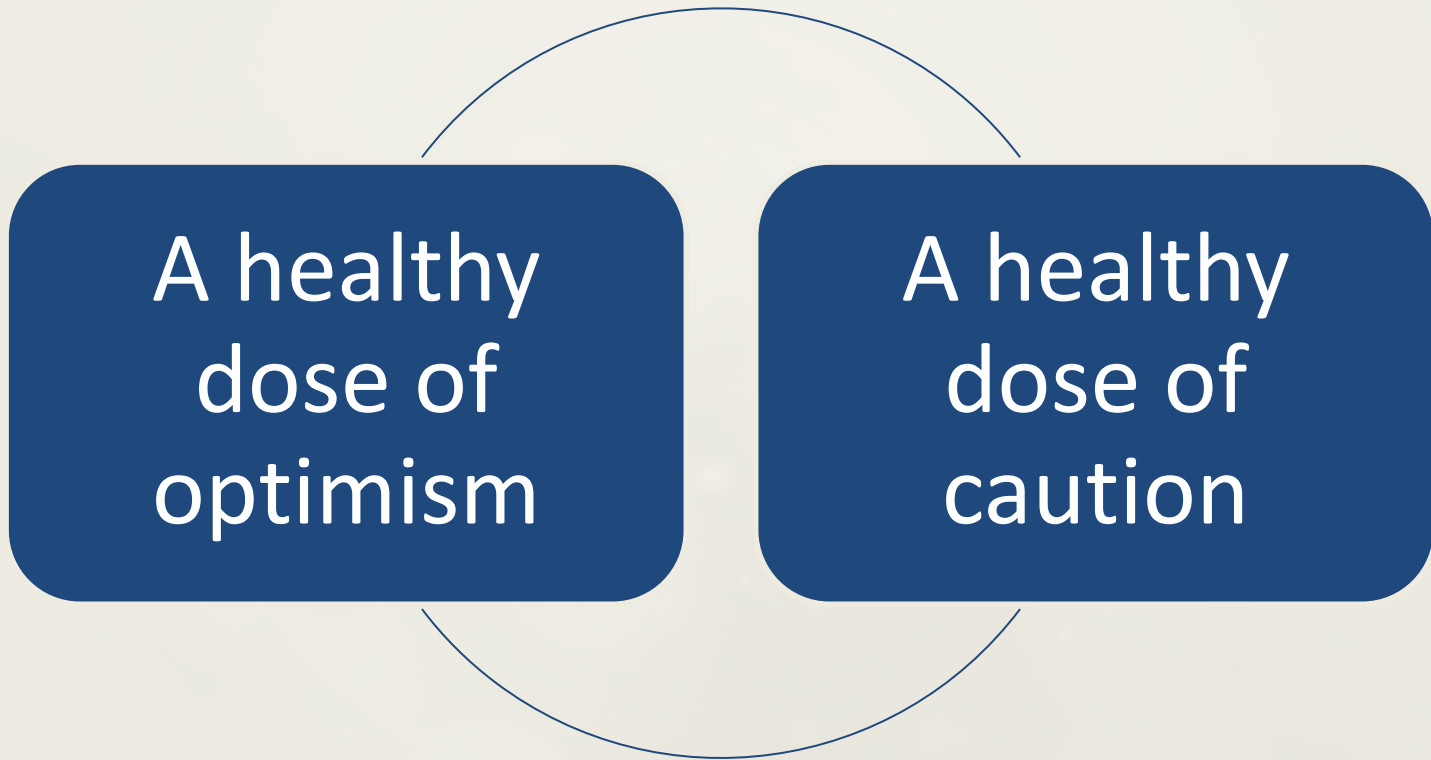 A healthy
dose of
optimism
A healthy
dose of
caution